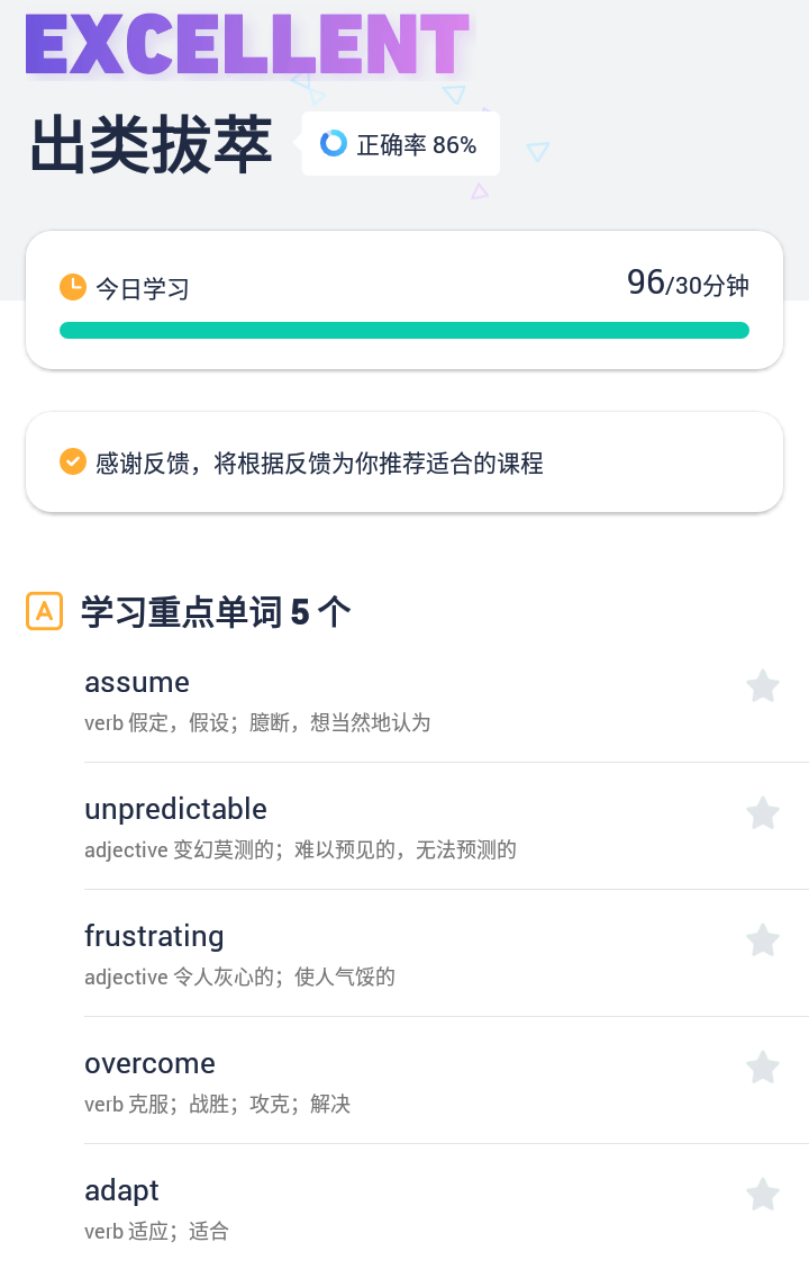 EXCELLENT
出类拔萃
正确率 86%
今日学习 96/30分钟
感谢反馈，将根据反馈为你推荐适合的课程
A 学习重点单词 5 个
assume
verb 假定，假设；臆断，想当然地认为
unpredictable
adjective 变幻莫测的；难以预见的，无法预测的
frustrating
adjective 令人灰心的；使人气馁的
overcome
verb 克服；战胜；攻克；解决
adapt
verb 适应；适合